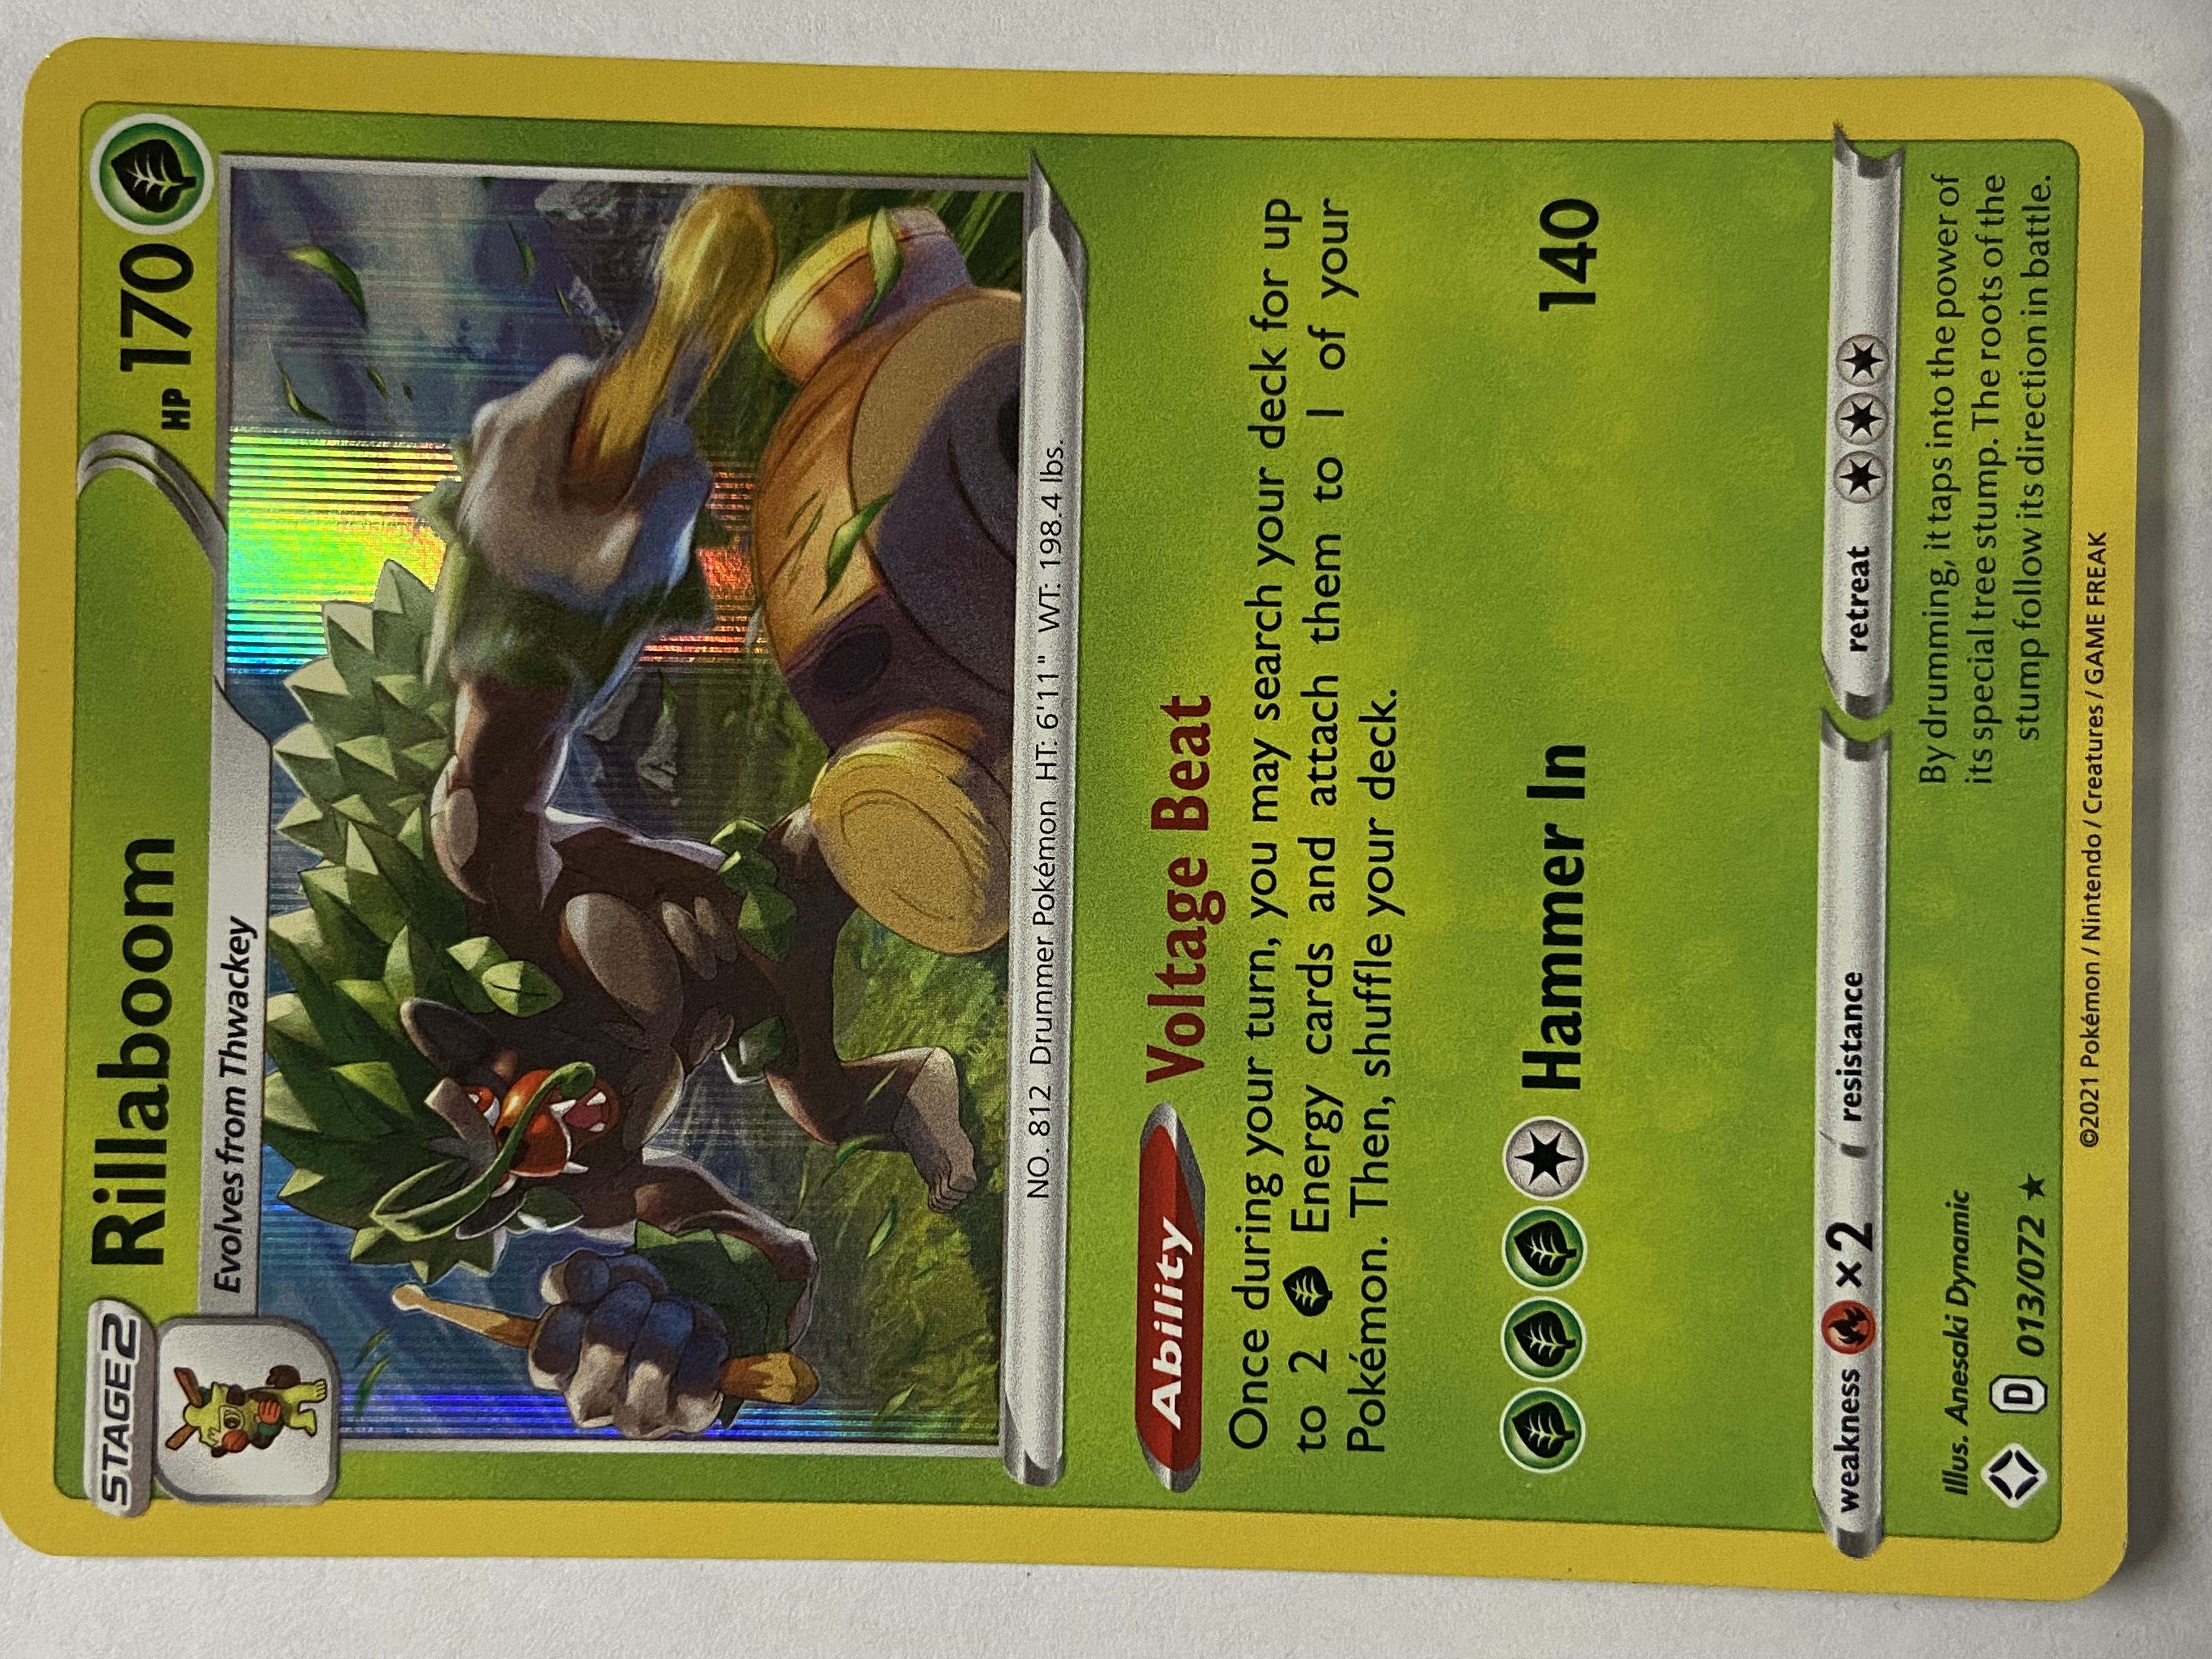 STAGE2
Rillaboom
HP 170
Evolves from Thwackey
NO. 812 Drummer Pokémon HT: 6'11" WT: 198.4 lbs.
Ability Voltage Beat
Once during your turn, you may search your deck for up
to 2 Energy cards and attach them to 1 of your
Pokémon. Then, shuffle your deck.
Hammer In 140
weakness ×2 resistance retreat
Illus. Anesaki Dynamic
D 013/072 ★
By drumming, it taps into the power of
its special tree stump. The roots of the
stump follow its direction in battle.
©2021 Pokémon / Nintendo / Creatures / GAME FREAK